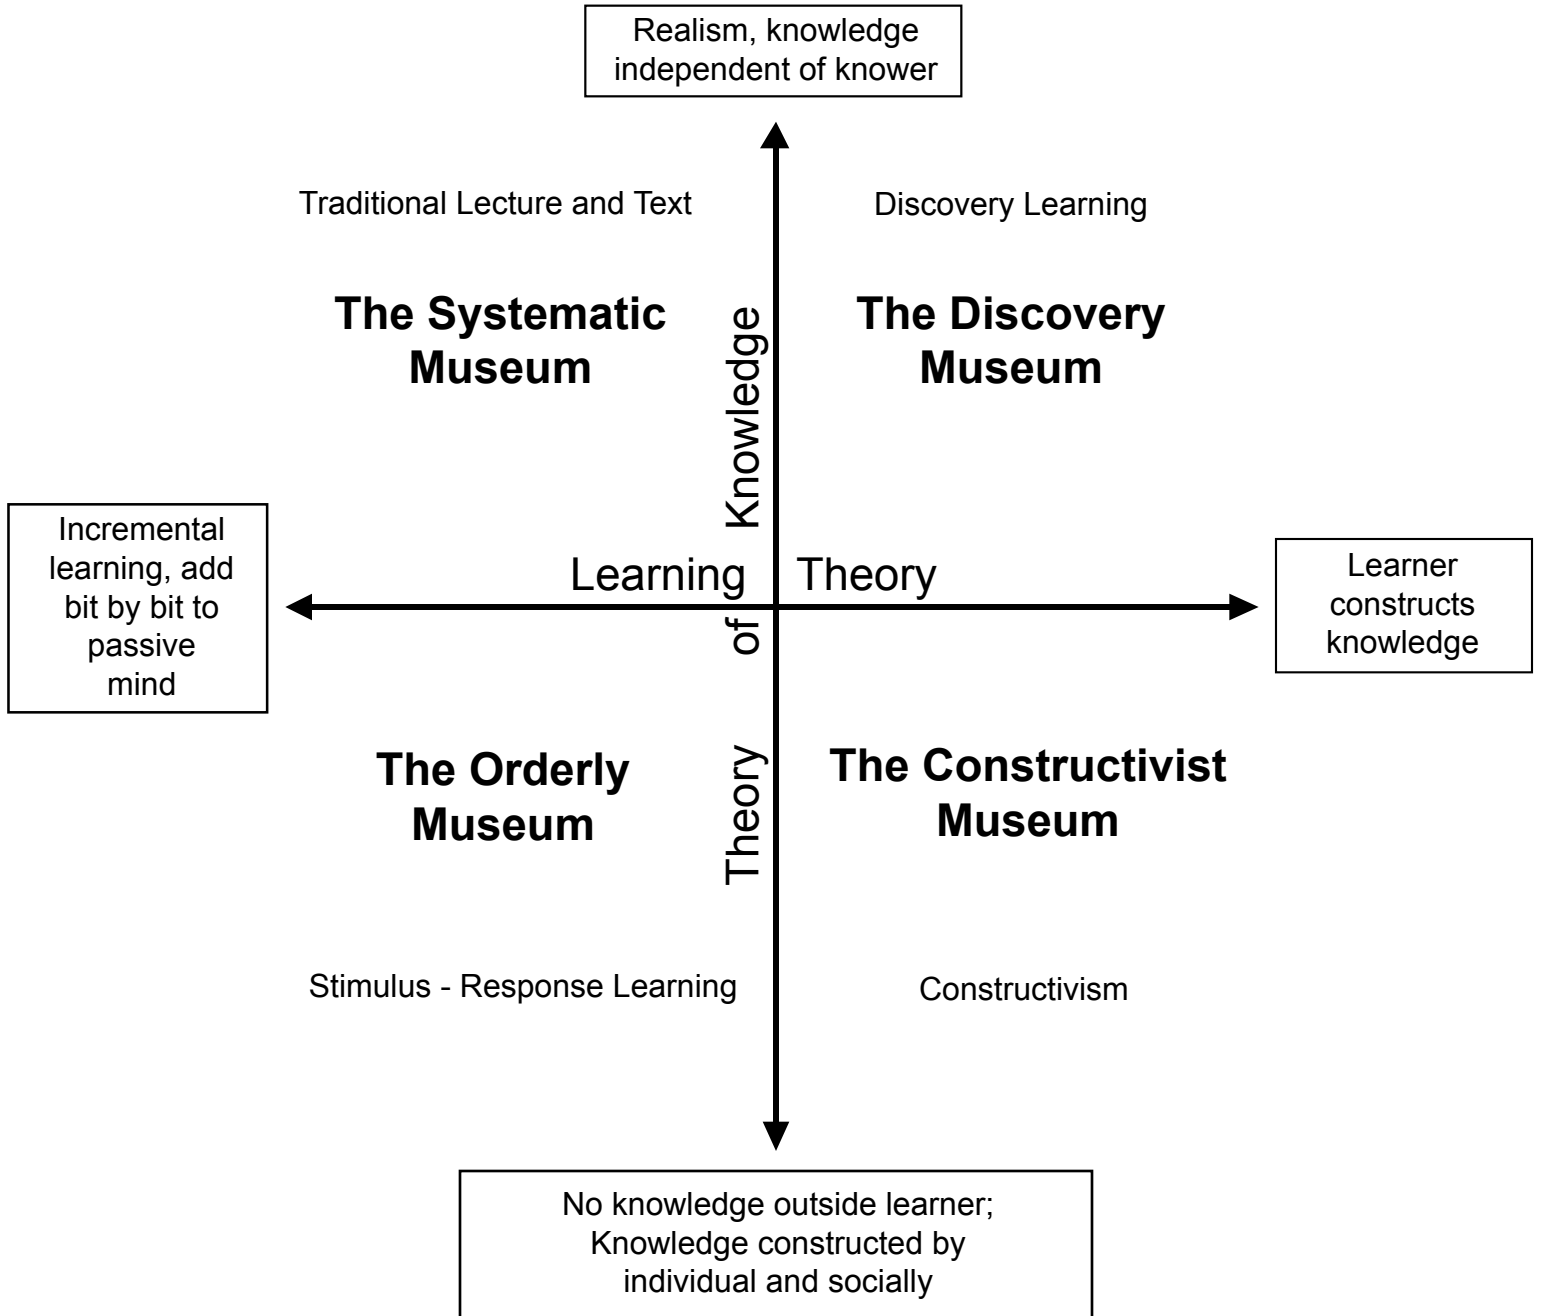 Realism, knowledge
independent of knower
Traditional Lecture and Text
Discovery Learning
The Systematic
Museum
The Discovery
Museum
Theory of Knowledge
Learning Theory
Incremental
learning, add
bit by bit to
passive
mind
Learner
constructs
knowledge
The Orderly
Museum
The Constructivist
Museum
Stimulus - Response Learning
Constructivism
No knowledge outside learner;
Knowledge constructed by
individual and socially